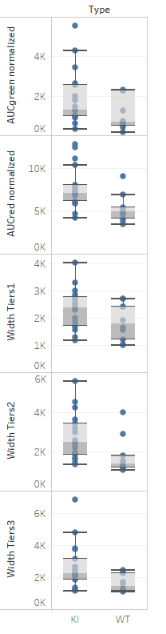 Type
AUCgreen normalized
4K
2K
0K
AUCred normalized
10K
5K
0K
Width Tiers1
4K
3K
2K
1K
0K
Width Tiers2
6K
4K
2K
0K
Width Tiers3
6K
4K
2K
0K
KI
WT